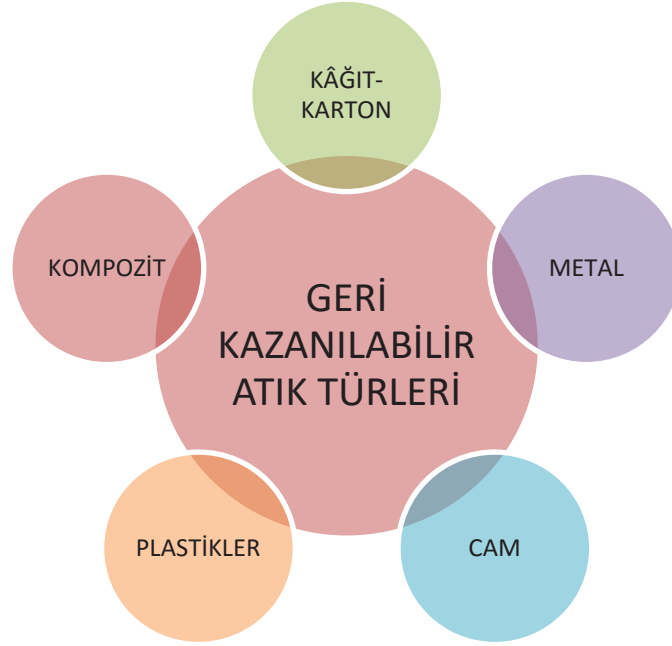 KÂĞIT-
KARTON
KOMPOZİT
METAL
GERİ
KAZANILABİLİR
ATIK TÜRLERİ
PLASTİKLER
CAM